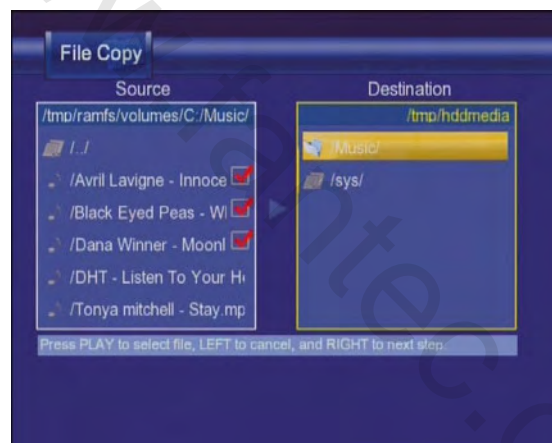 File Copy
Source
/tmp/ramfs/volumes/C:/Music/
/../
/Avril Lavigne - Innoce
/Black Eyed Peas - W
/Dana Winner - Moonl
/DHT - Listen To Your H
/Tonya mitchell - Stay.mp
Destination
/tmp/hddmedia
/Music/
/sys/
Press PLAY to select file, LEFT to cancel, and RIGHT to next step.